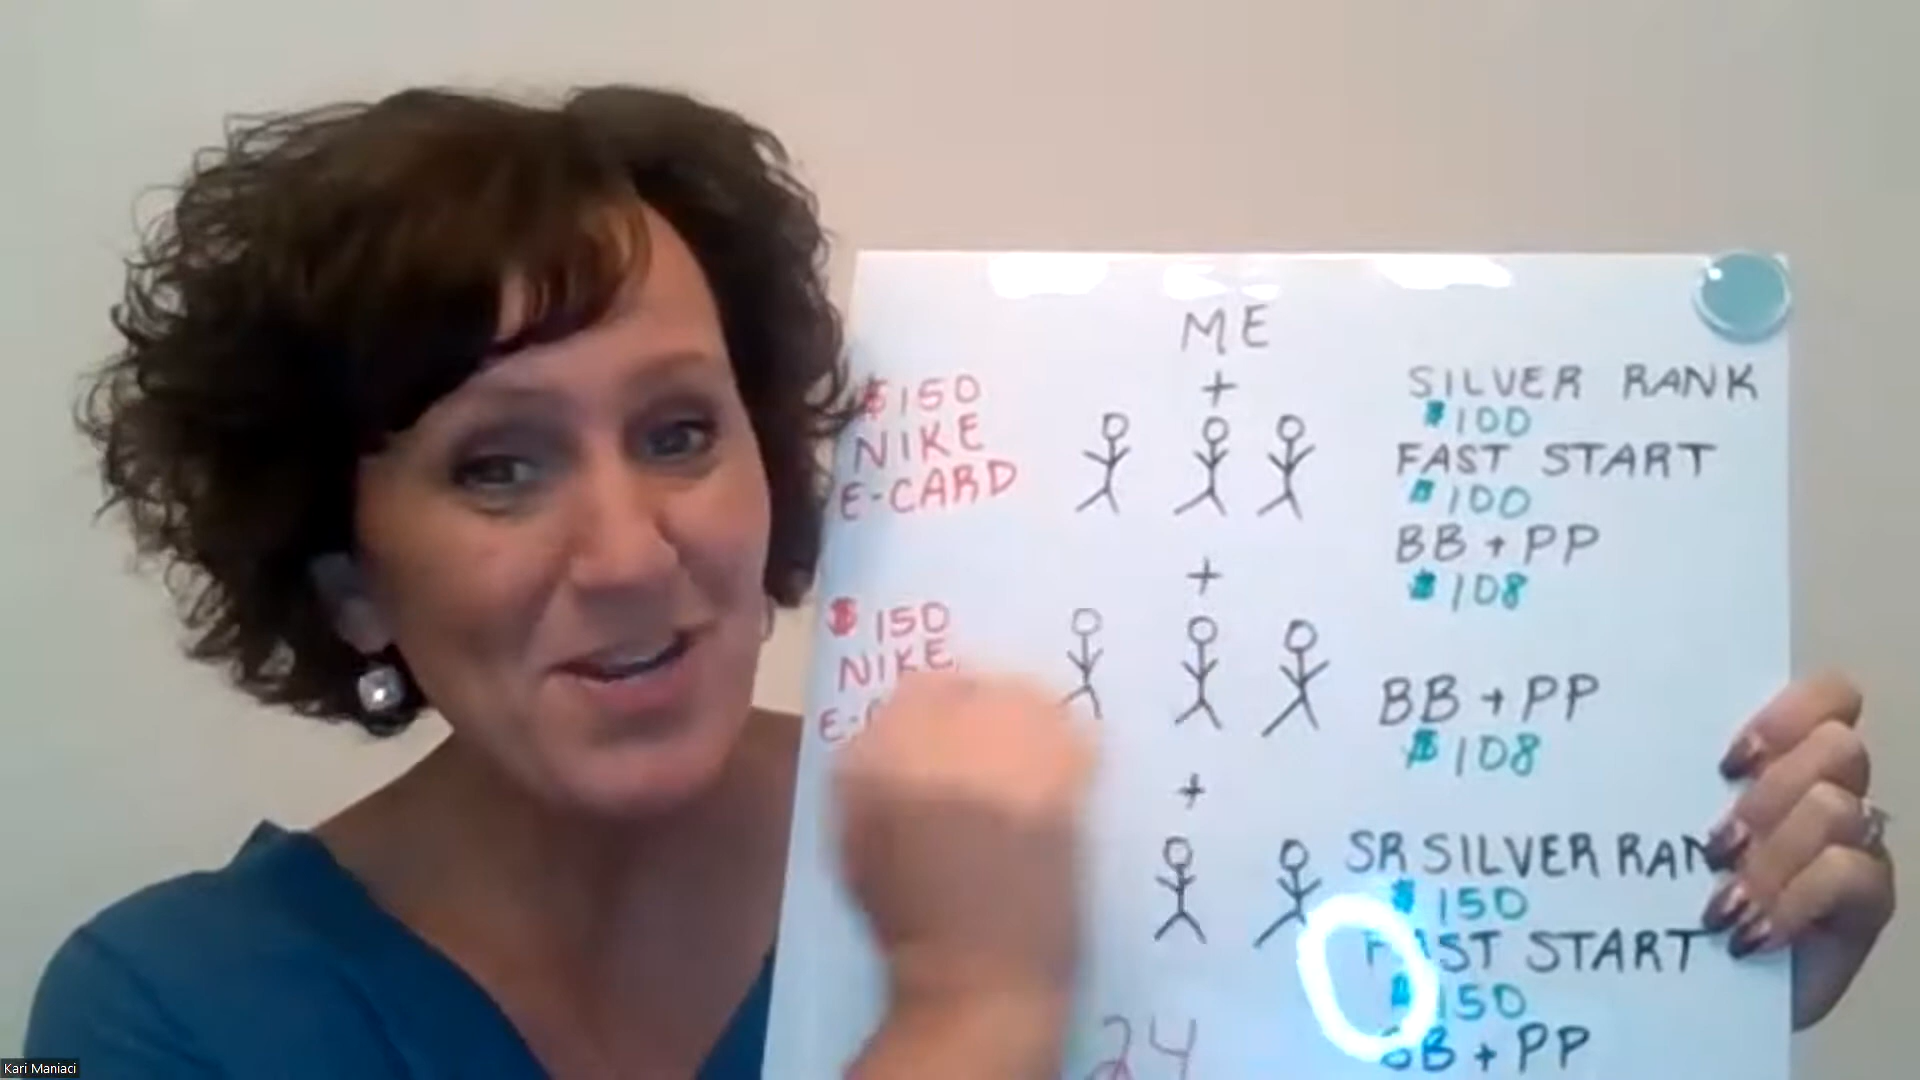 ME
+
$150
NIKE
E-CARD
SILVER RANK
$100
FAST START
$100
BB + PP
$108
+
$150
NIKE
BB + PP
$108
+
SR SILVER RAN
$150
FAST START
$150
24
BB + PP
Kari Maniaci